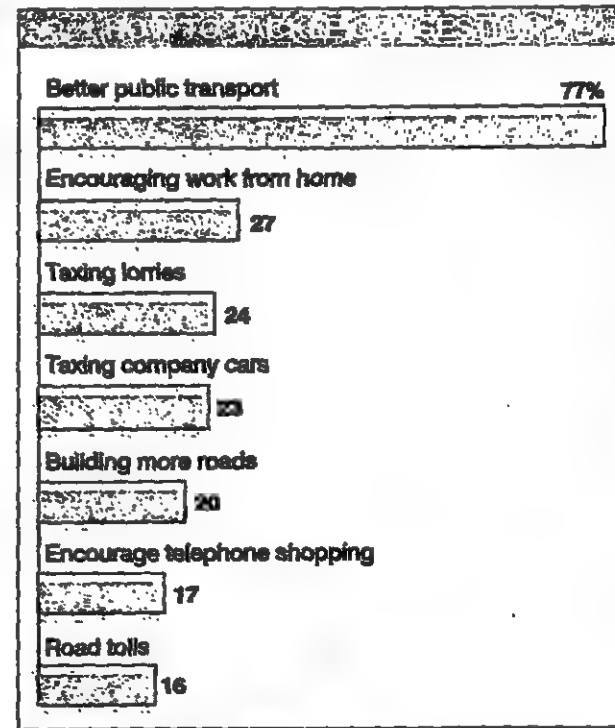 Better public transport 77%
Encouraging work from home
27
Taxing lorries
24
Taxing company cars
23
Building more roads
20
Encourage telephone shopping
17
Road tolls
16